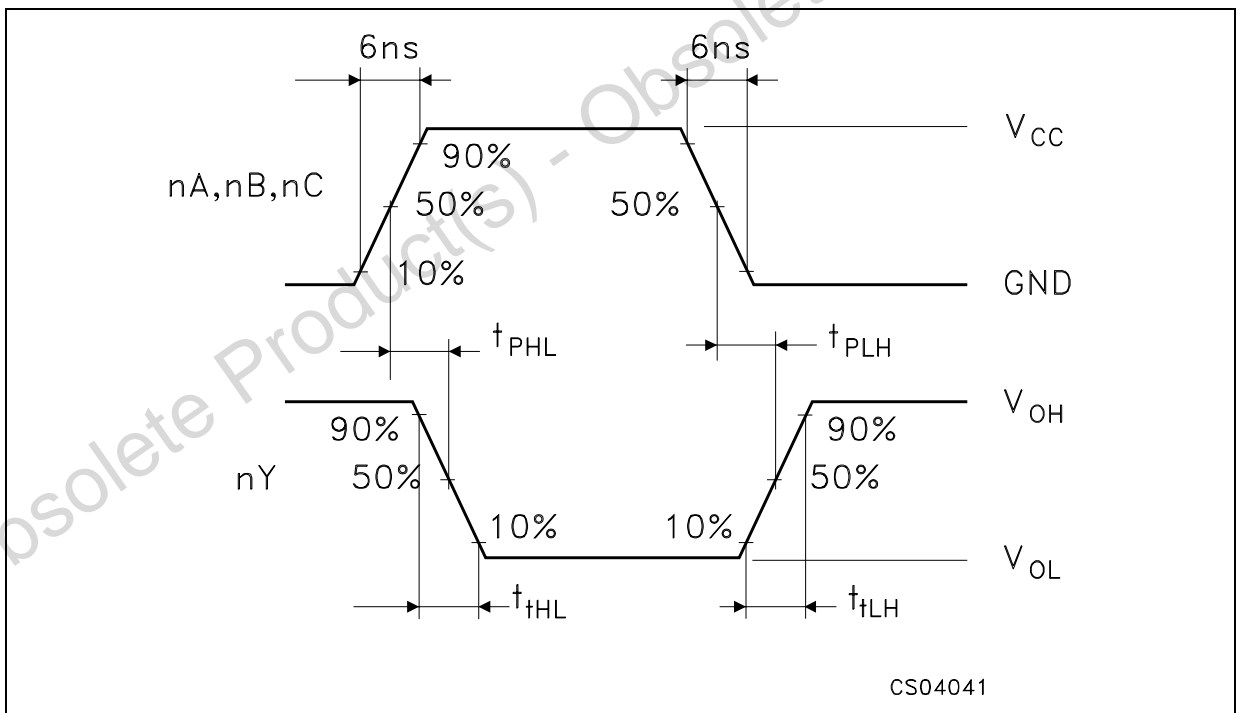 6ns 6ns
V_CC
90%
nA,nB,nC
50% 50%
10%
GND
t_PHL t_PLH
V_OH
90% 90%
nY 50% 50%
10% 10%
V_OL
t_tHL t_tLH
CS04041
Obsolete Product(s) - Obsolete